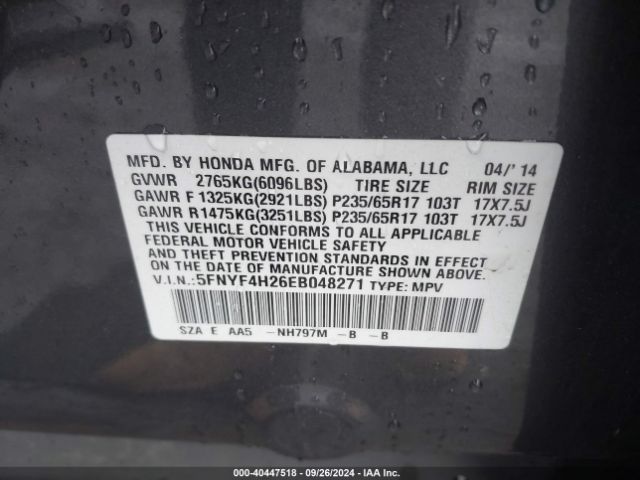 MFD. BY HONDA MFG. OF ALABAMA, LLC 04/'14
GVWR 2765KG(6096LBS) TIRE SIZE RIM SIZE
GAWR F 1325KG(2921LBS) P235/65R17 103T 17X7.5J
GAWR R1475KG(3251LBS) P235/65R17 103T 17X7.5J
THIS VEHICLE CONFORMS TO ALL APPLICABLE
FEDERAL MOTOR VEHICLE SAFETY
AND THEFT PREVENTION STANDARDS IN EFFECT
ON THE DATE OF MANUFACTURE SHOWN ABOVE.
V.I.N.: 5FNYF4H26EB048271 TYPE: MPV
SZA E AA5 -NH797M -B -B
000-40447518 - 09/26/2024 - IAA Inc.